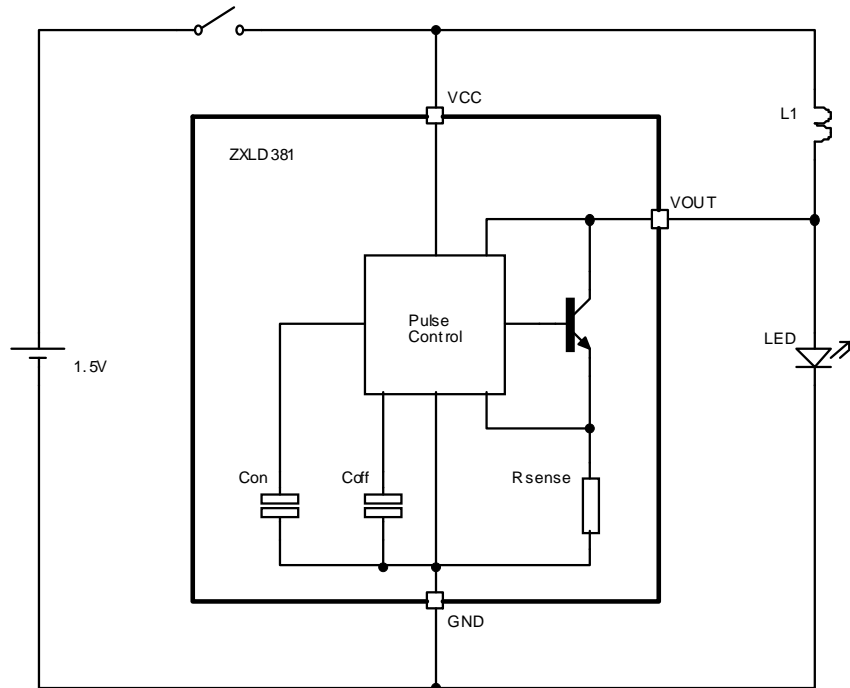 VCC
L1
ZXLD381
VOUT
Pulse
Control
LED
1.5V
Con
Coff
Rsense
GND